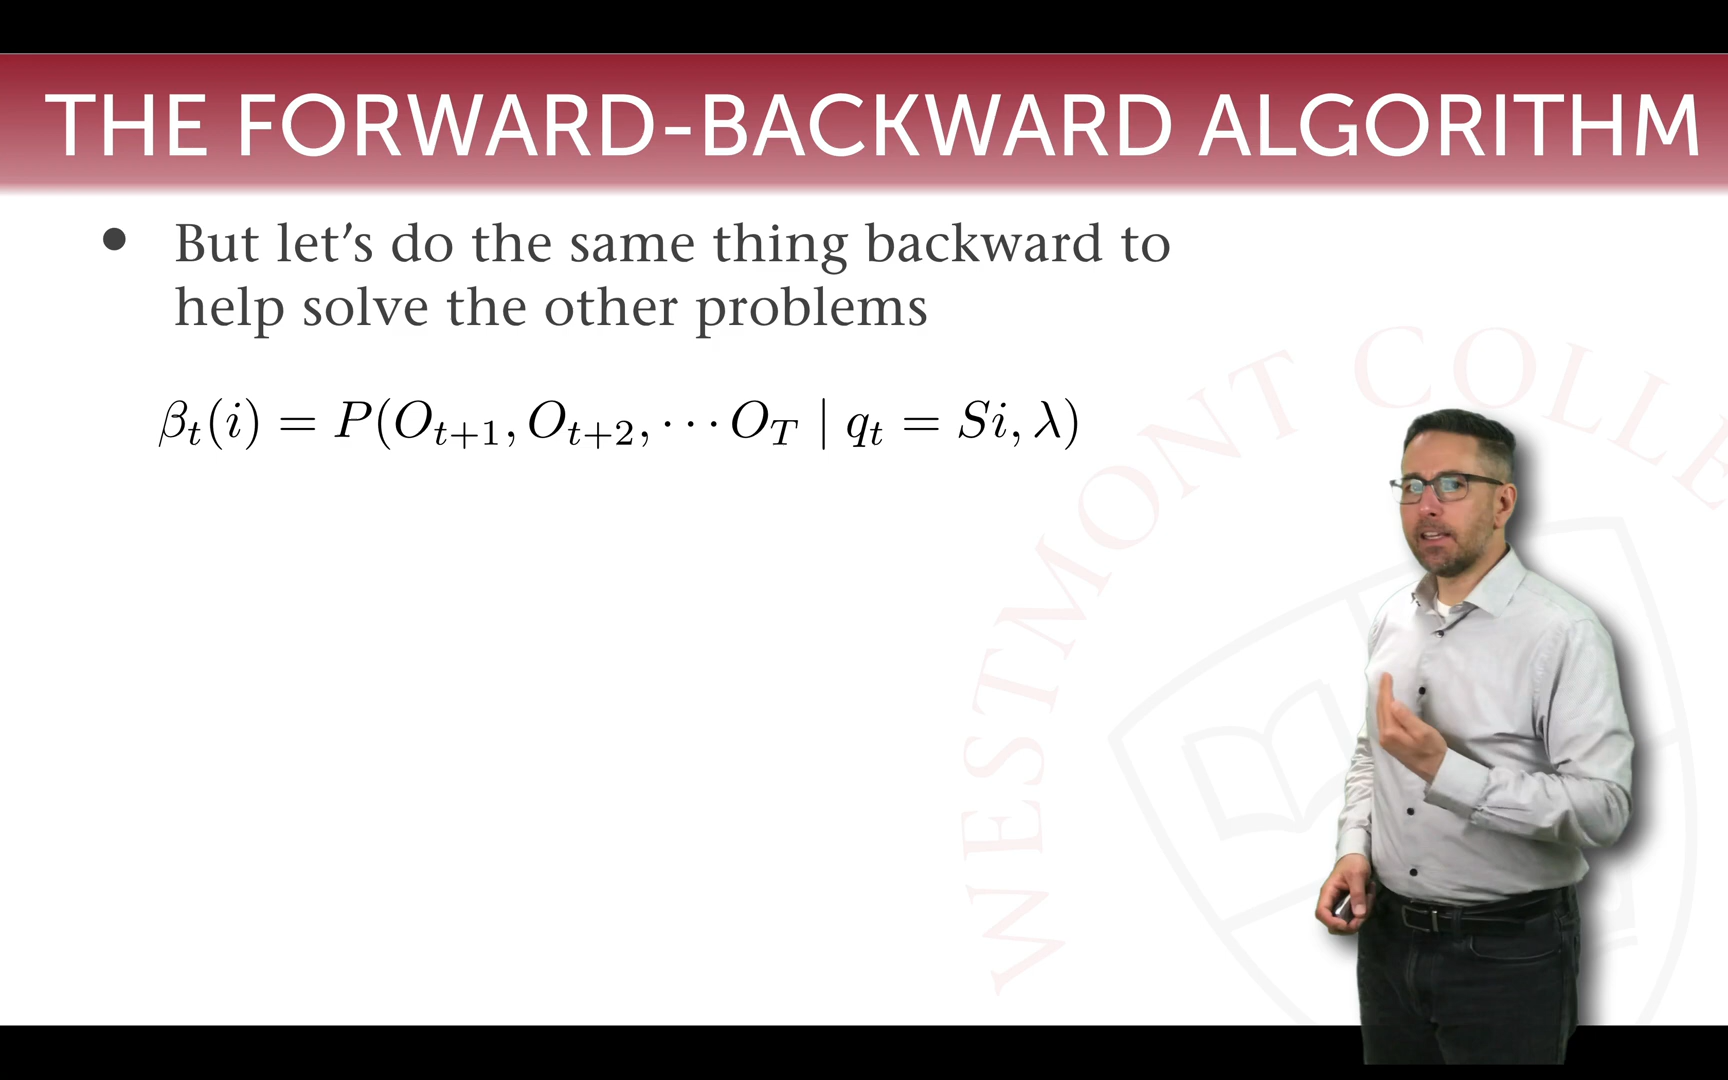 THE FORWARD-BACKWARD ALGORITHM
• But let's do the same thing backward to
help solve the other problems
β_t(i) = P(O_{t+1}, O_{t+2}, ··· O_T | q_t = Si, λ)
WESTMONT COLLE